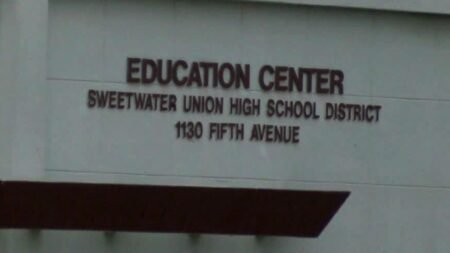 EDUCATION CENTER
SWEETWATER UNION HIGH SCHOOL DISTRICT
1130 FIFTH AVENUE